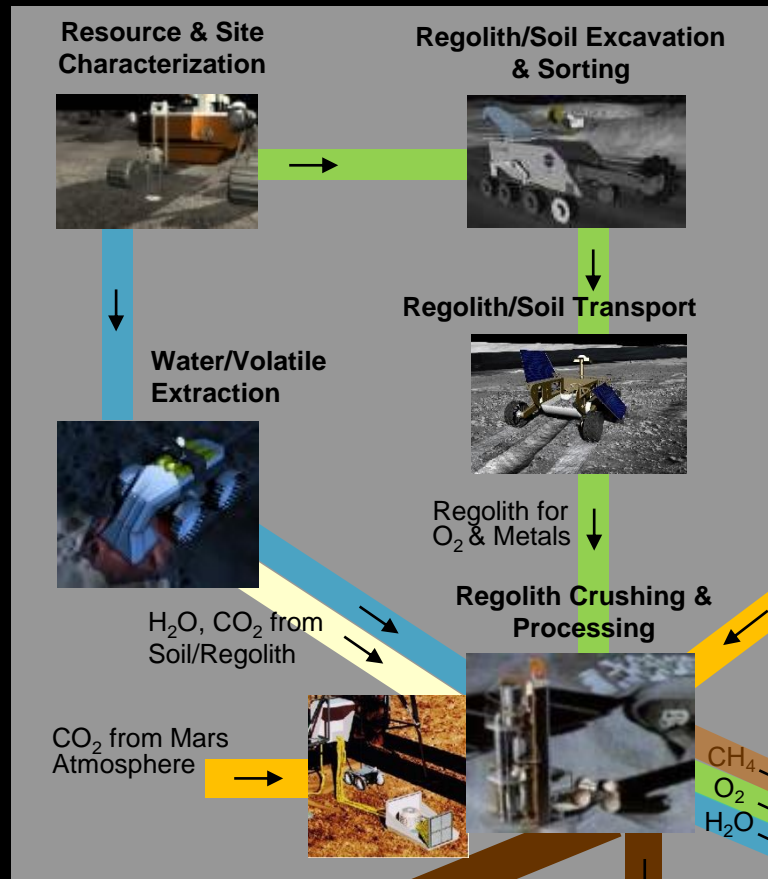 Resource & Site
Characterization
Regolith/Soil Excavation
& Sorting
Regolith/Soil Transport
Water/Volatile
Extraction
Regolith for
O₂ & Metals
Regolith Crushing &
Processing
H₂O, CO₂ from
Soil/Regolith
CO₂ from Mars
Atmosphere
CH₄
O₂
H₂O